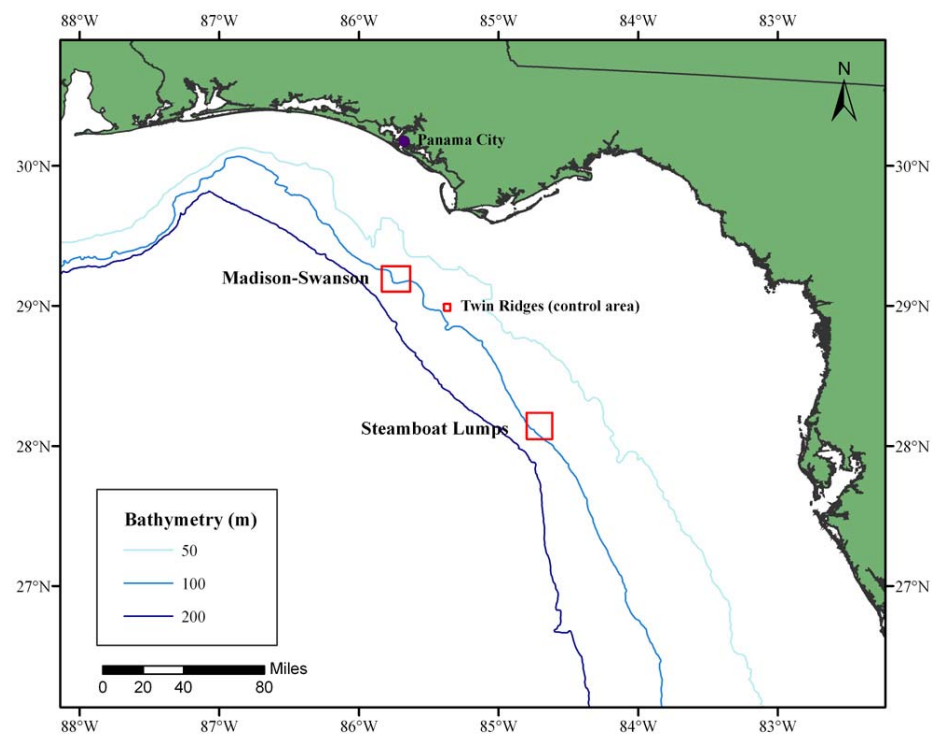 88°W 87°W 86°W 85°W 84°W 83°W
N
Panama City
30°N 30°N
Madison-Swanson
29°N 29°N
Twin Ridges (control area)
Steamboat Lumps
28°N 28°N
Bathymetry (m)
50
100
200
27°N 27°N
Miles
0 20 40 80
88°W 87°W 86°W 85°W 84°W 83°W